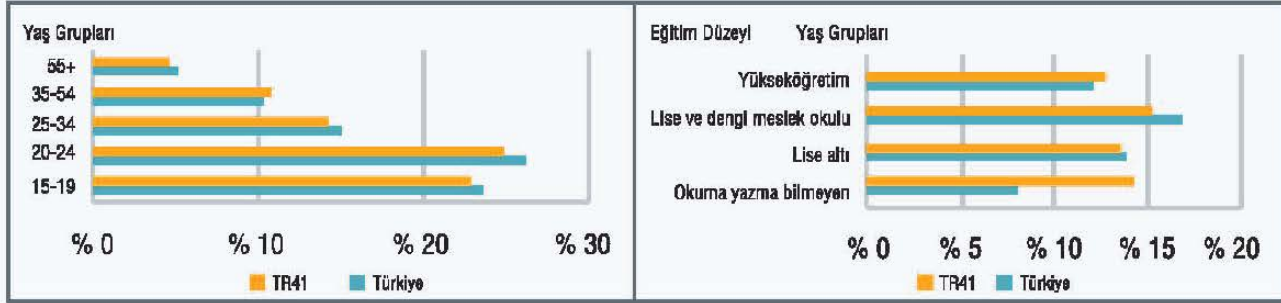 Yaş Grupları
55+
35-54
25-34
20-24
15-19
% 0 % 10 % 20 % 30
TR41 Türkiye
Eğitim Düzeyi Yaş Grupları
Yükseköğretim
Lise ve dengi meslek okulu
Lise altı
Okuma yazma bilmeyen
% 0 % 5 % 10 % 15 % 20
TR41 Türkiye